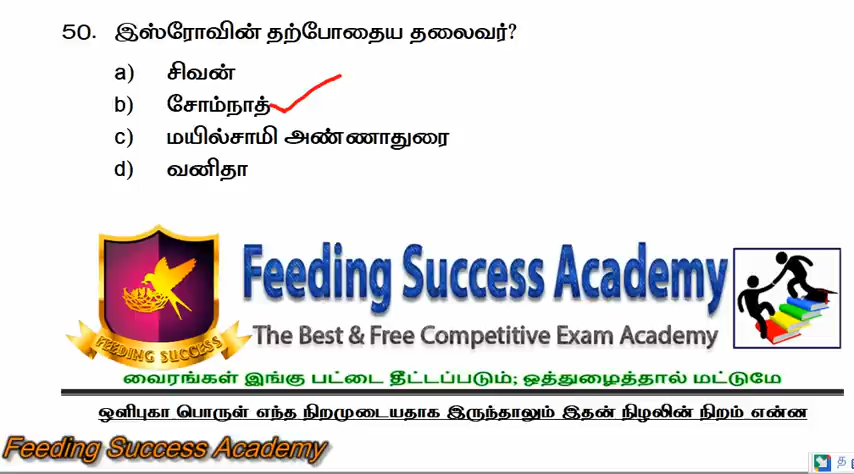 50. இஸ்ரோவின் தற்போதைய தலைவர்?
a) சிவன்
b) சோம்நாத்
c) மயில்சாமி அண்ணாதுரை
d) வனிதா
FEEDING SUCCESS
Feeding Success Academy
The Best & Free Competitive Exam Academy
வைரங்கள் இங்கு பட்டை தீட்டப்படும்; ஒத்துழைத்தால் மட்டுமே
ஒளிபுகா பொருள் எந்த நிறமுடையதாக இருந்தாலும் இதன் நிழலின் நிறம் என்ன
Feeding Success Academy